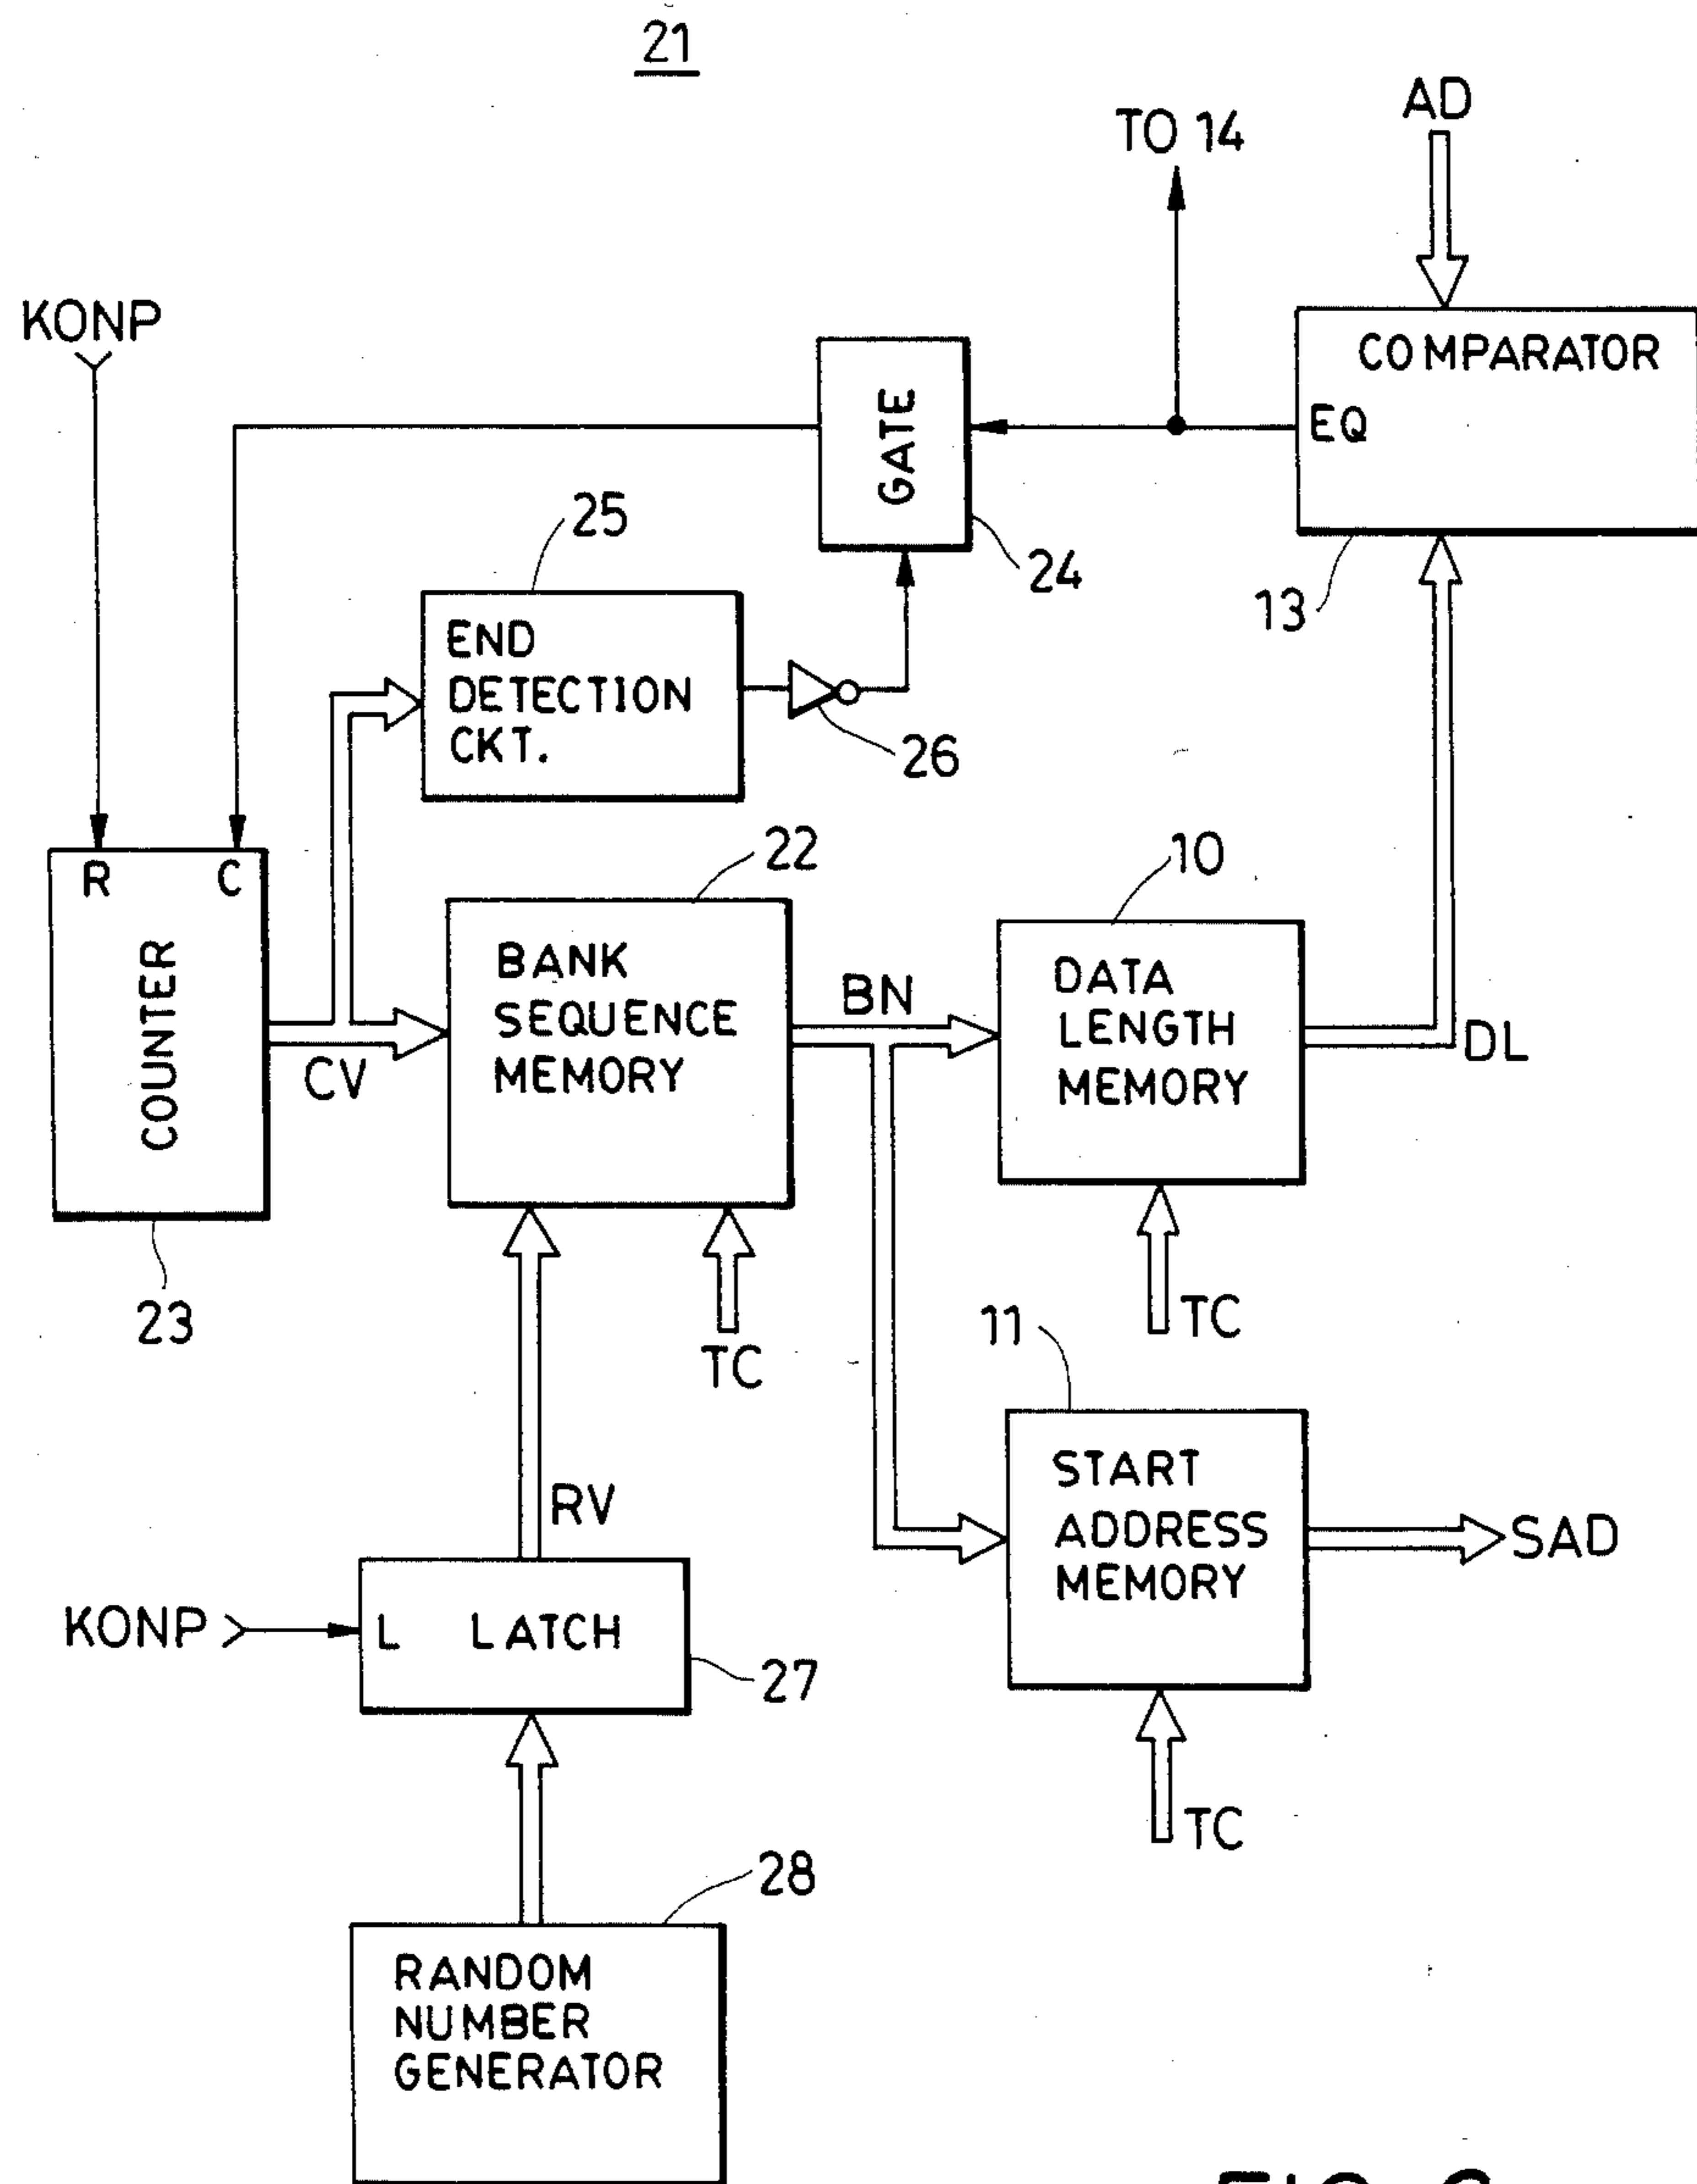 21
AD
TO 14
KONP
COMPARATOR
EQ
GATE
25
24
13
END
DETECTION
CKT.
26
22
10
R C
COUNTER
BANK
SEQUENCE
MEMORY
BN
DATA
LENGTH
MEMORY
DL
CV
23
TC
TC
11
START
ADDRESS
MEMORY
SAD
RV
KONP
L LATCH
27
TC
28
RANDOM
NUMBER
GENERATOR